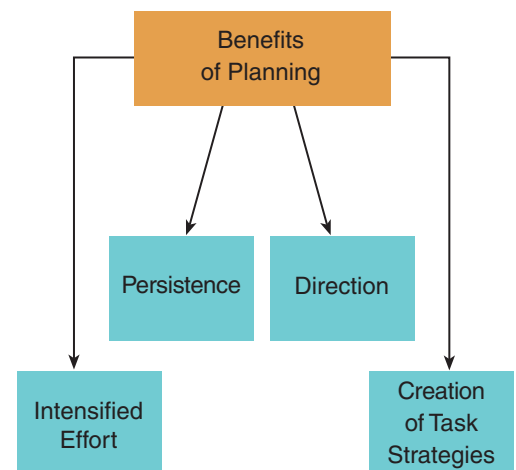 Benefits
of Planning
Persistence
Direction
Intensified
Effort
Creation
of Task
Strategies